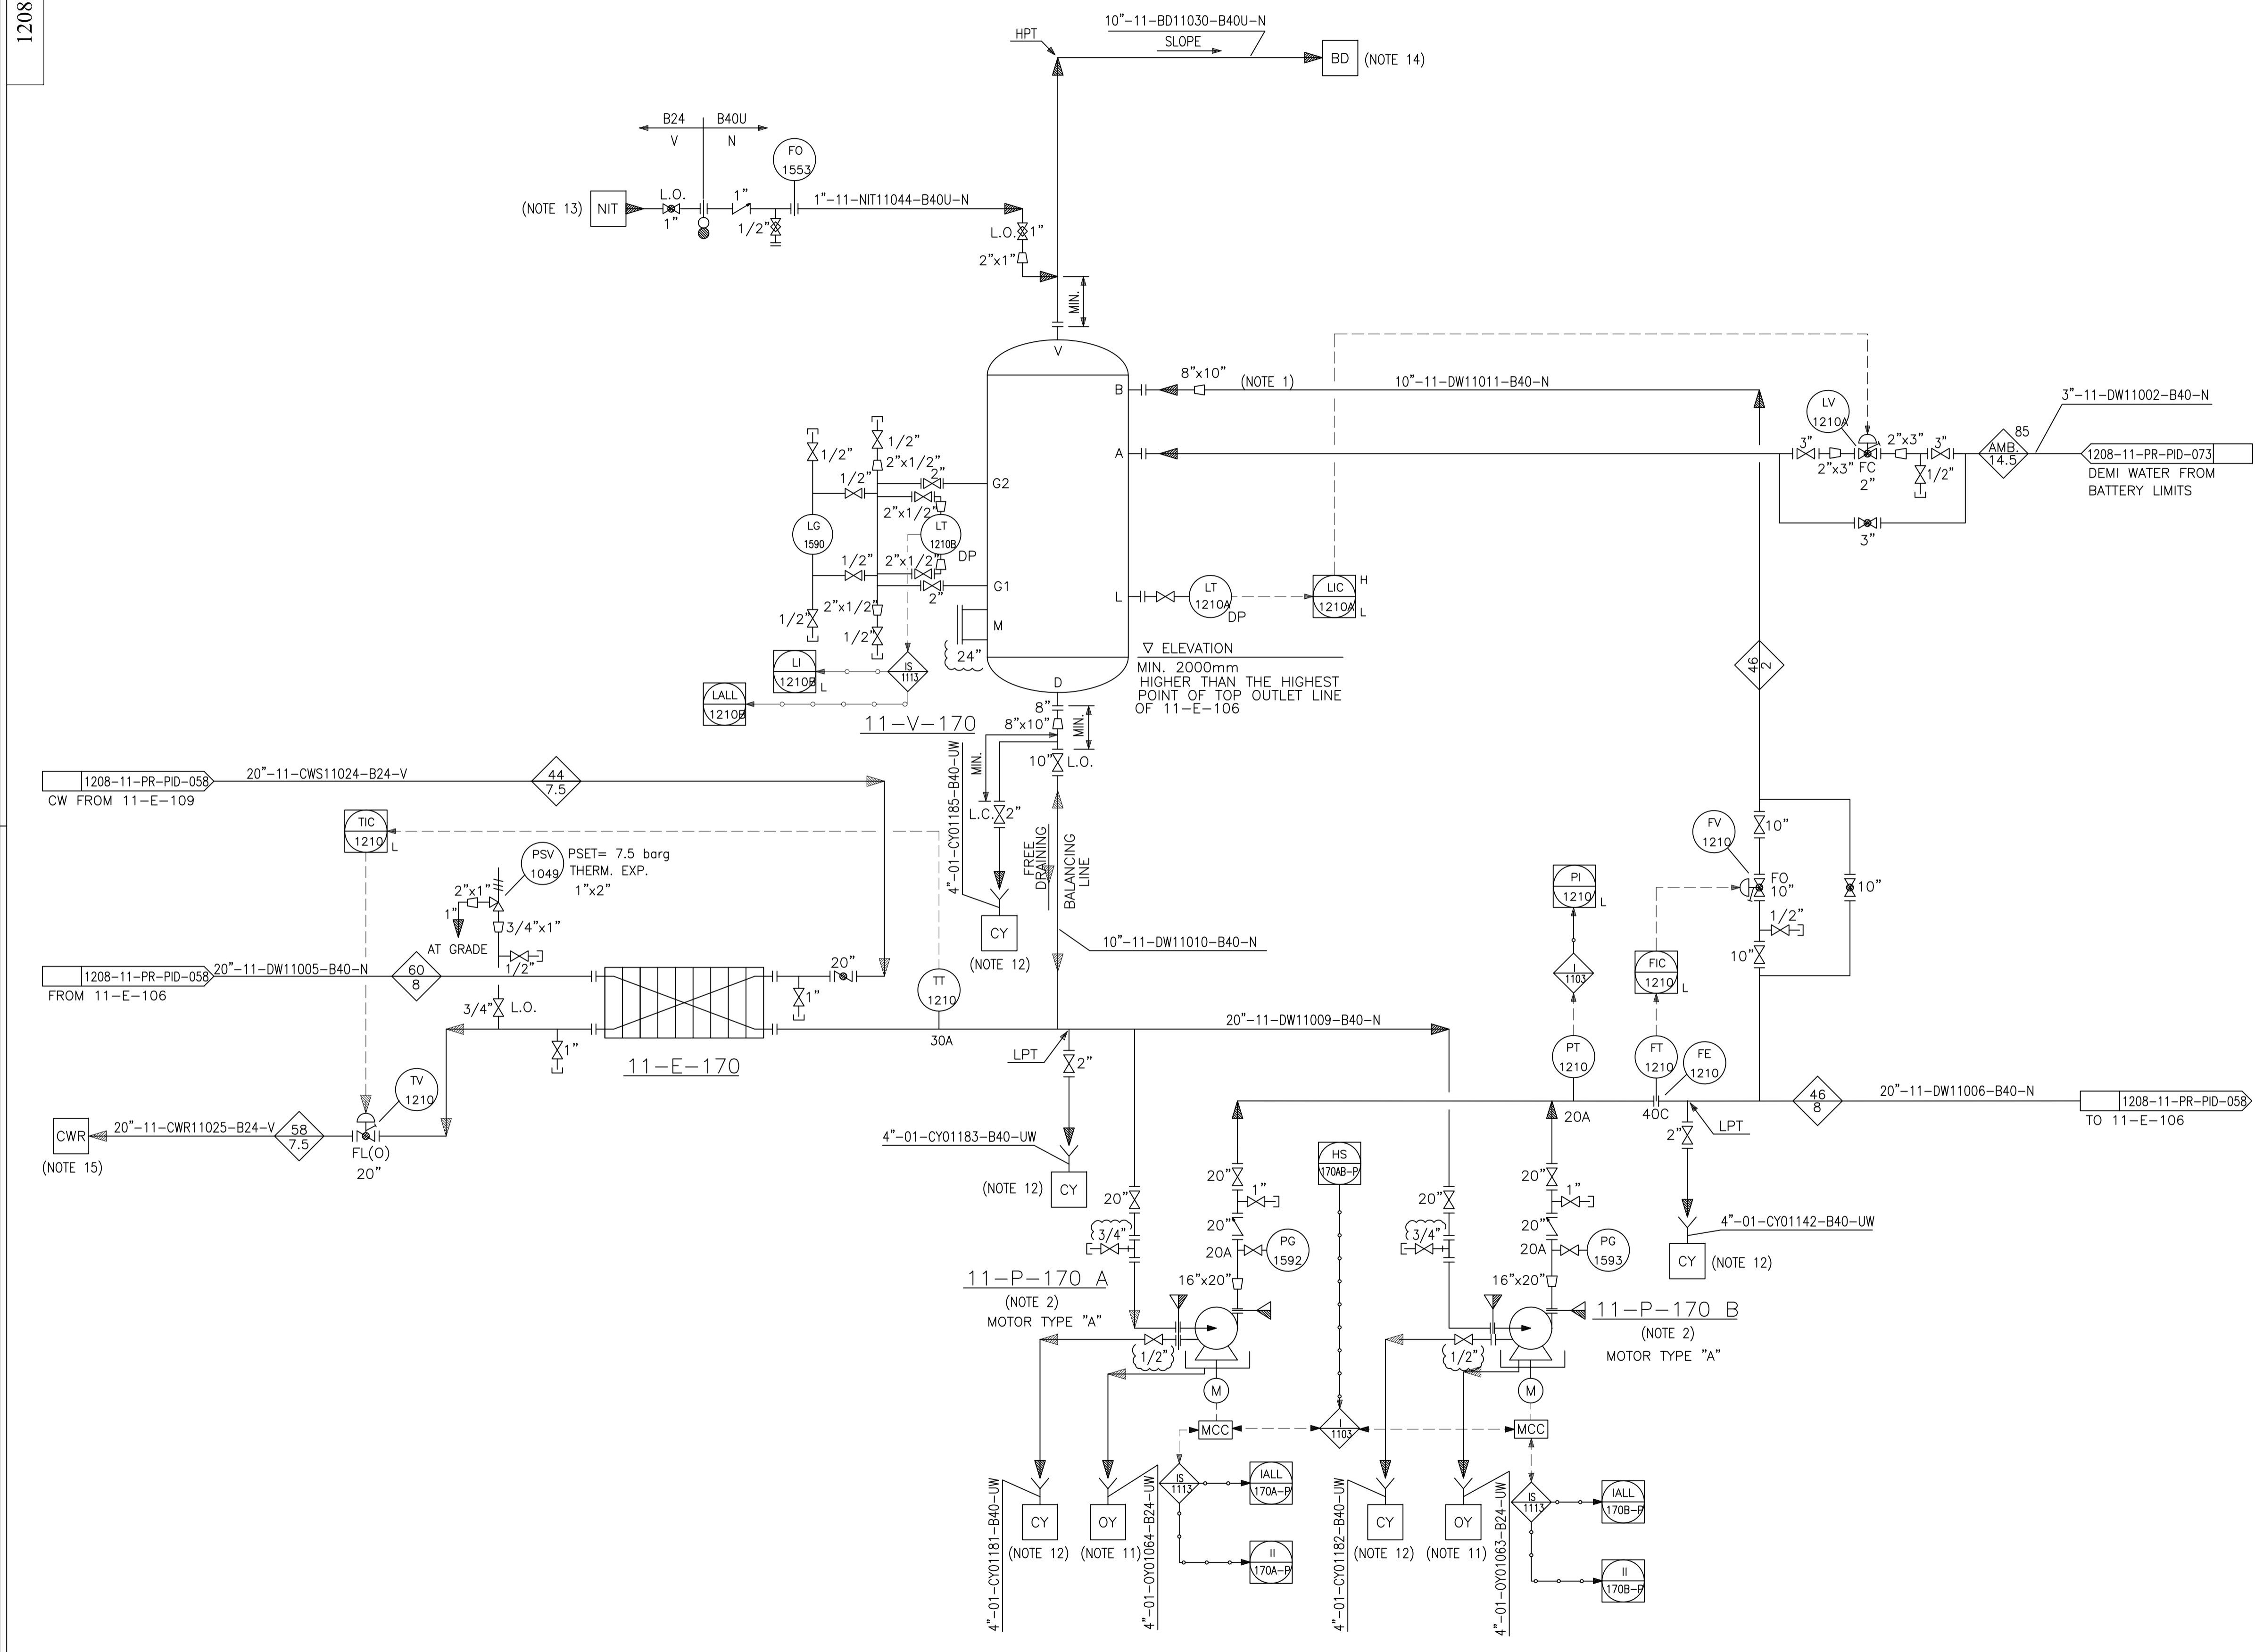 1208
10"-11-BD11030-B40U-N
HPT
SLOPE
BD
(NOTE 14)
B24
B40U
V
N
FO
1553
(NOTE 13)
NIT
L.O.
1"
1"
1/2"
1"-11-NIT11044-B40U-N
L.O.
1"
2"x1"
MIN.
V
B
8"x10"
(NOTE 1)
10"-11-DW11011-B40-N
A
LV
1210A
3"
2"x3"
FC
2"
2"x3"
3"
1/2"
3"
AMB.
14.5
85
3"-11-DW11002-B40-N
1208-11-PR-PID-073
DEMI WATER FROM
BATTERY LIMITS
1/2"
1/2"
2"x1/2"
2"
G2
1/2"
2"x1/2"
LG
1590
LT
1210B
DP
1/2"
2"x1/2"
2"
G1
1/2"
2"x1/2"
1/2"
M
24"
L
LT
1210A
DP
LIC
1210A
H
L
LI
1210B
L
IS
1113
LALL
1210B
11-V-170
D
▽ ELEVATION
MIN. 2000mm
HIGHER THAN THE HIGHEST
POINT OF TOP OUTLET LINE
OF 11-E-106
46
2
8"
8"x10"
MIN.
MIN.
10"
L.O.
L.C.
2"
4"-01-CY01185-B40-UW
CY
(NOTE 12)
FREE
DRAINING
BALANCING
LINE
10"-11-DW11010-B40-N
1208-11-PR-PID-058
CW FROM 11-E-109
20"-11-CWS11024-B24-V
44
7.5
TIC
1210
L
PSV
1049
PSET= 7.5 barg
THERM. EXP.
1"x2"
2"x1"
1"
AT GRADE
3/4"x1"
1/2"
1208-11-PR-PID-058
FROM 11-E-106
20"-11-DW11005-B40-N
60
8
3/4"
L.O.
1"
11-E-170
1"
20"
TT
1210
30A
TV
1210
FL(O)
20"
58
7.5
20"-11-CWR11025-B24-V
CWR
(NOTE 15)
LPT
2"
4"-01-CY01183-B40-UW
(NOTE 12)
CY
20"-11-DW11009-B40-N
FV
1210
10"
FO
10"
10"
1/2"
10"
PI
1210
L
I
1103
FIC
1210
L
PT
1210
FT
1210
FE
1210
20A
40C
46
8
20"-11-DW11006-B40-N
1208-11-PR-PID-058
TO 11-E-106
LPT
2"
4"-01-CY01142-B40-UW
CY
(NOTE 12)
20"
3/4"
20"
1"
20"
20A
PG
1592
16"x20"
11-P-170 A
(NOTE 2)
MOTOR TYPE "A"
1/2"
M
MCC
HS
170AB-P
I
1103
20"
3/4"
20"
1"
20"
20A
PG
1593
16"x20"
11-P-170 B
(NOTE 2)
MOTOR TYPE "A"
1/2"
M
MCC
4"-01-CY01181-B40-UW
CY
(NOTE 12)
OY
(NOTE 11)
4"-01-OY01064-B24-UW
IS
1113
IALL
170A-P
II
170A-P
4"-01-CY01182-B40-UW
CY
(NOTE 12)
OY
(NOTE 11)
4"-01-OY01063-B24-UW
IS
1113
IALL
170B-P
II
170B-P